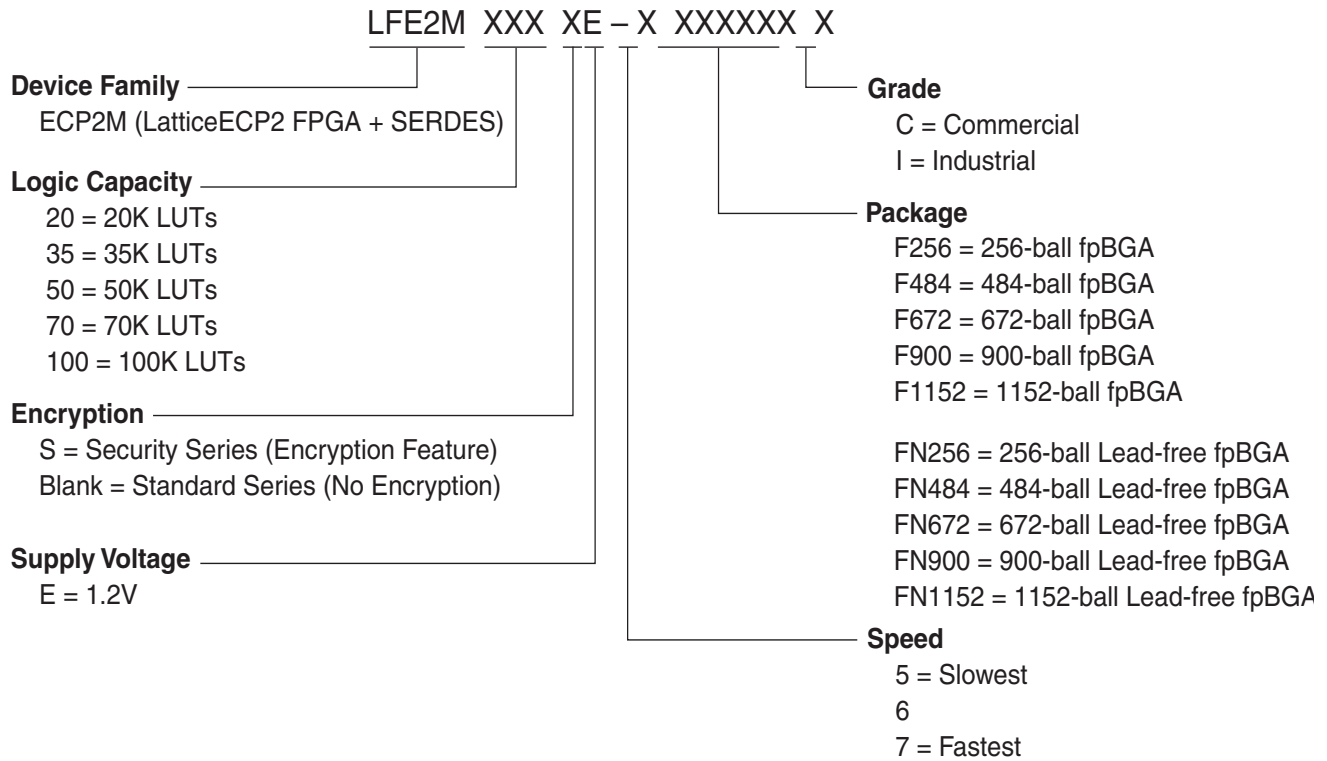 LFE2M XXX XE – X XXXXXX X
Device Family
ECP2M (LatticeECP2 FPGA + SERDES)
Logic Capacity
20 = 20K LUTs
35 = 35K LUTs
50 = 50K LUTs
70 = 70K LUTs
100 = 100K LUTs
Encryption
S = Security Series (Encryption Feature)
Blank = Standard Series (No Encryption)
Supply Voltage
E = 1.2V
Grade
C = Commercial
I = Industrial
Package
F256 = 256-ball fpBGA
F484 = 484-ball fpBGA
F672 = 672-ball fpBGA
F900 = 900-ball fpBGA
F1152 = 1152-ball fpBGA
FN256 = 256-ball Lead-free fpBGA
FN484 = 484-ball Lead-free fpBGA
FN672 = 672-ball Lead-free fpBGA
FN900 = 900-ball Lead-free fpBGA
FN1152 = 1152-ball Lead-free fpBGA
Speed
5 = Slowest
6
7 = Fastest